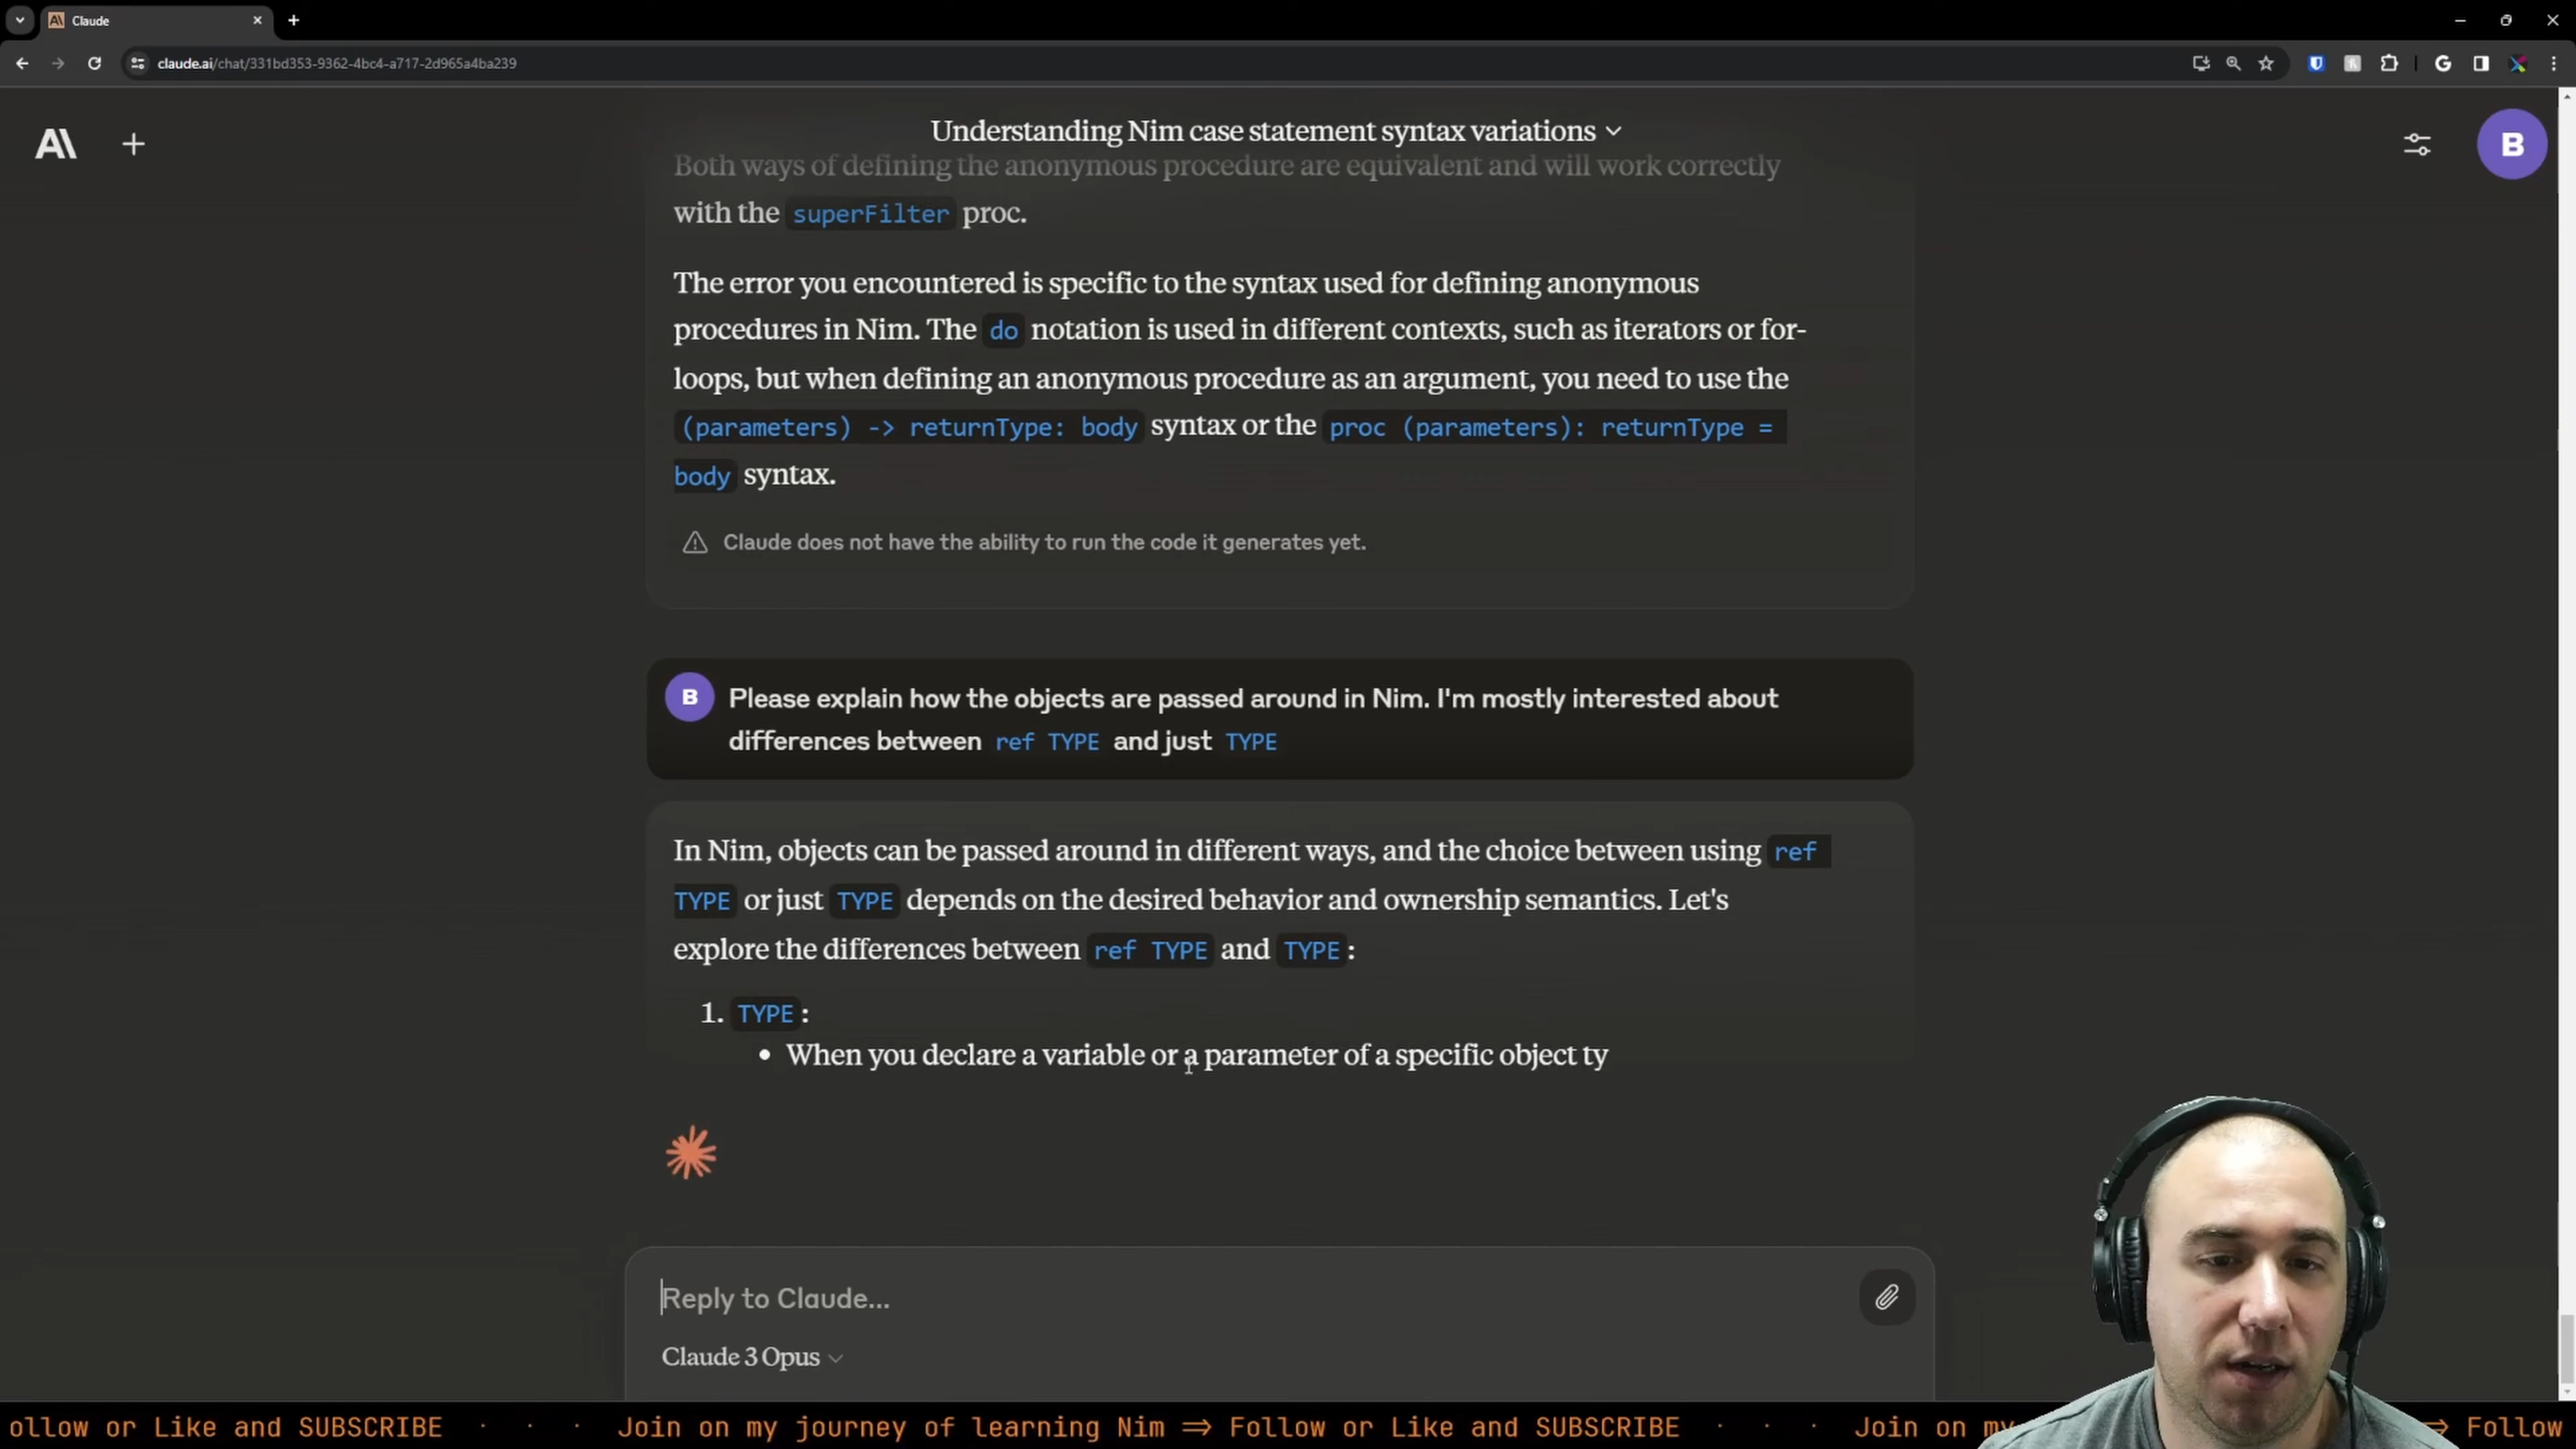 Claude
claude.ai/chat/331bd353-9362-4bc4-a717-2d965a4ba239
Understanding Nim case statement syntax variations
B
Both ways of defining the anonymous procedure are equivalent and will work correctly
with the superFilter proc.
The error you encountered is specific to the syntax used for defining anonymous
procedures in Nim. The do notation is used in different contexts, such as iterators or for-
loops, but when defining an anonymous procedure as an argument, you need to use the
(parameters) -> returnType: body syntax or the proc (parameters): returnType =
body syntax.
Claude does not have the ability to run the code it generates yet.
B
Please explain how the objects are passed around in Nim. I'm mostly interested about
differences between ref TYPE and just TYPE
In Nim, objects can be passed around in different ways, and the choice between using ref
TYPE or just TYPE depends on the desired behavior and ownership semantics. Let's
explore the differences between ref TYPE and TYPE:
1. TYPE:
• When you declare a variable or a parameter of a specific object ty
Reply to Claude...
Claude 3 Opus
ollow or Like and SUBSCRIBE · · · Join on my journey of learning Nim => Follow or Like and SUBSCRIBE · · · Join on my => Follow